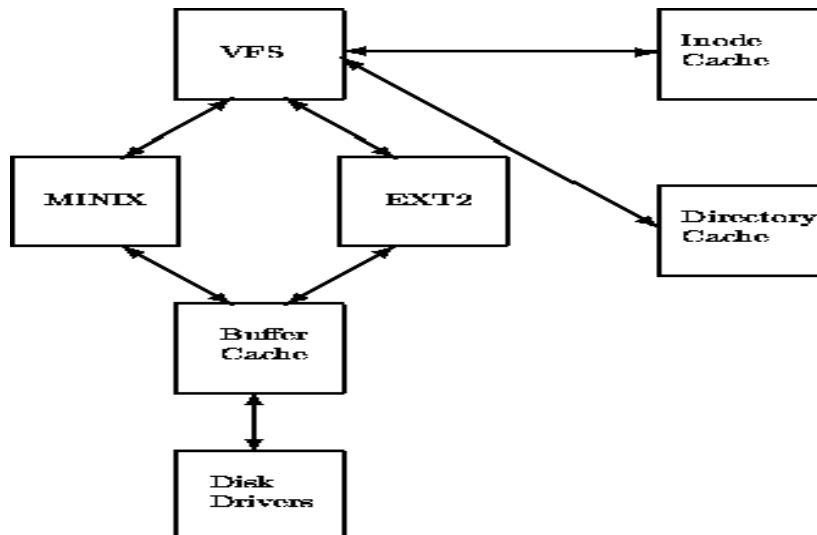 VFS
Inode
Cache
MINIX
EXT2
Directory
Cache
Buffer
Cache
Disk
Drivers